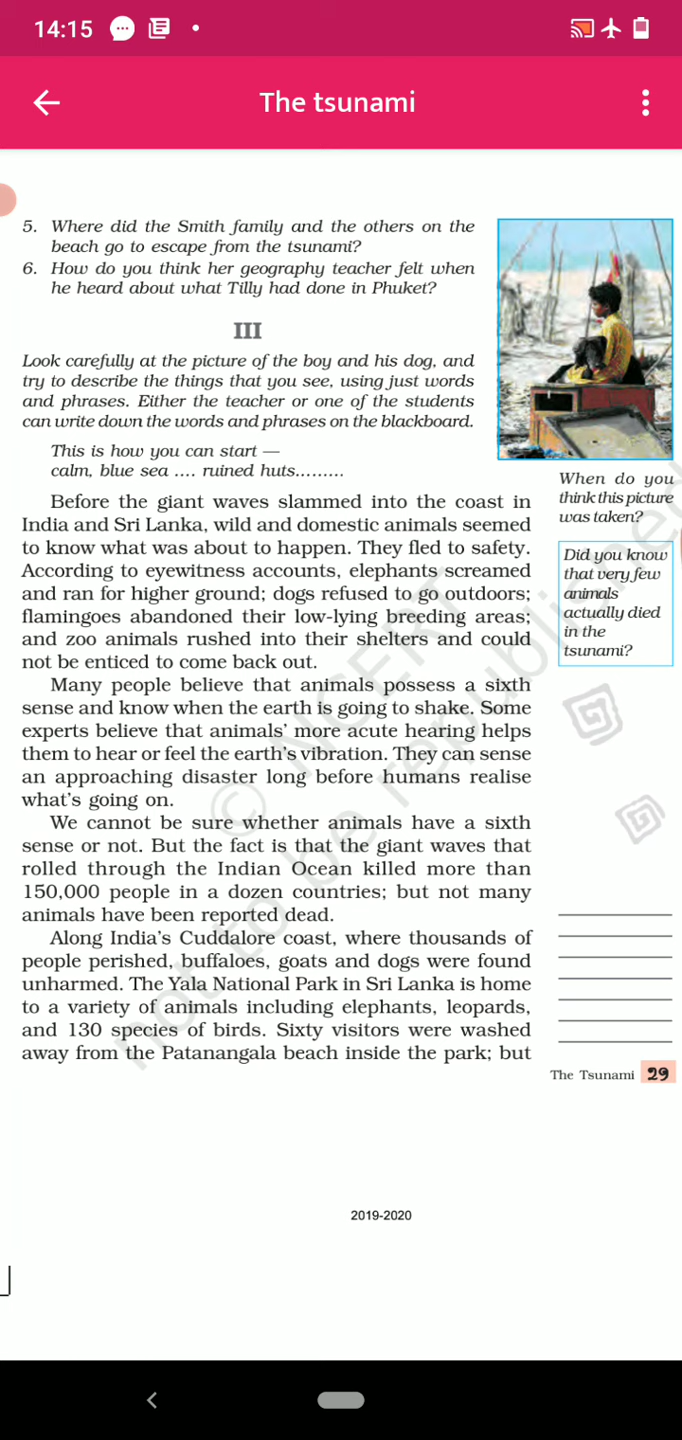 14:15
The tsunami
5. Where did the Smith family and the others on the
beach go to escape from the tsunami?
6. How do you think her geography teacher felt when
he heard about what Tilly had done in Phuket?
III
Look carefully at the picture of the boy and his dog, and
try to describe the things that you see, using just words
and phrases. Either the teacher or one of the students
can write down the words and phrases on the blackboard.
This is how you can start —
calm, blue sea .... ruined huts.........
When do you
think this picture
was taken?
Before the giant waves slammed into the coast in
India and Sri Lanka, wild and domestic animals seemed
to know what was about to happen. They fled to safety.
According to eyewitness accounts, elephants screamed
and ran for higher ground; dogs refused to go outdoors;
flamingoes abandoned their low-lying breeding areas;
and zoo animals rushed into their shelters and could
not be enticed to come back out.
Did you know
that very few
animals
actually died
in the
tsunami?
Many people believe that animals possess a sixth
sense and know when the earth is going to shake. Some
experts believe that animals' more acute hearing helps
them to hear or feel the earth's vibration. They can sense
an approaching disaster long before humans realise
what's going on.
We cannot be sure whether animals have a sixth
sense or not. But the fact is that the giant waves that
rolled through the Indian Ocean killed more than
150,000 people in a dozen countries; but not many
animals have been reported dead.
Along India's Cuddalore coast, where thousands of
people perished, buffaloes, goats and dogs were found
unharmed. The Yala National Park in Sri Lanka is home
to a variety of animals including elephants, leopards,
and 130 species of birds. Sixty visitors were washed
away from the Patanangala beach inside the park; but
© NCERT
not to be republished
The Tsunami 29
2019-2020